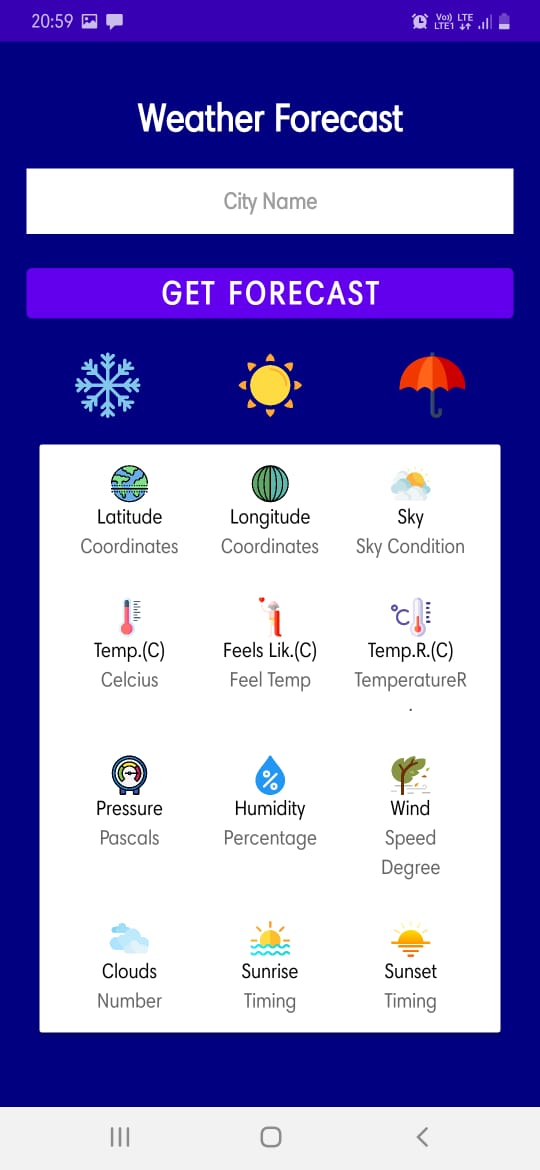 20:59 Vo)) LTE
LTE1
Weather Forecast
City Name
GET FORECAST
Latitude Longitude Sky
Coordinates Coordinates Sky Condition
°C
Temp.(C) Feels Lik.(C) Temp.R.(C)
Celcius Feel Temp TemperatureR
.
%
Pressure Humidity Wind
Pascals Percentage Speed
Degree
Clouds Sunrise Sunset
Number Timing Timing